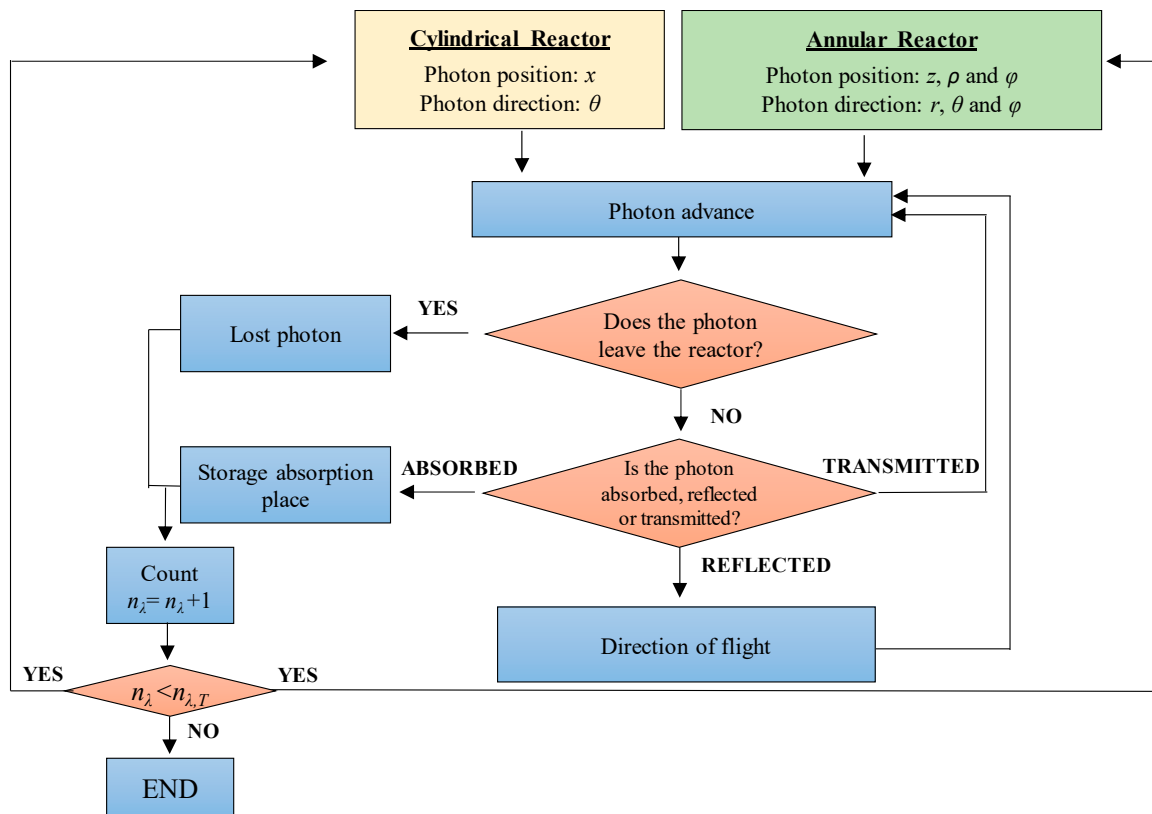 Cylindrical Reactor
Photon position: x
Photon direction: θ
Annular Reactor
Photon position: z, ρ and φ
Photon direction: r, θ and φ
Photon advance
YES
Lost photon
Does the photon
leave the reactor?
NO
Storage absorption
place
ABSORBED
Is the photon
absorbed, reflected
or transmitted?
TRANSMITTED
REFLECTED
Count
nλ= nλ+1
Direction of flight
YES
nλ<nλ,T
YES
NO
END